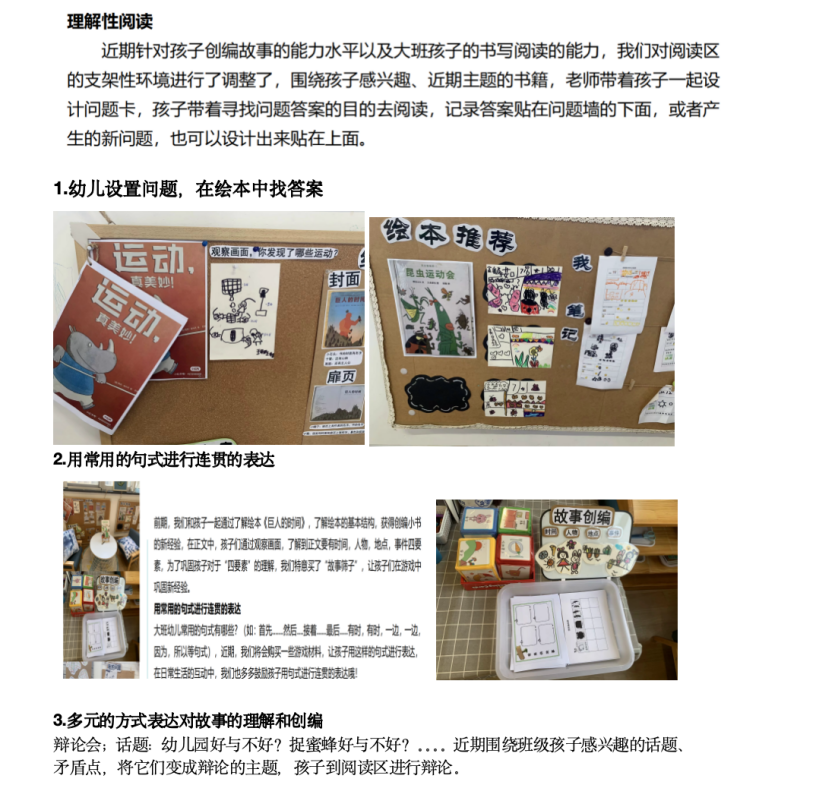 理解性阅读
近期针对孩子创编故事的能力水平以及大班孩子的书写阅读的能力，我们对阅读区
的支架性环境进行了调整了，围绕孩子感兴趣、近期主题的书籍，老师带着孩子一起设
计问题卡，孩子带着寻找问题答案的目的去阅读，记录答案贴在问题墙的下面，或者产
生的新问题，也可以设计出来贴在上面。
1.幼儿设置问题，在绘本中找答案
运动，
真美妙！
运动，
真美妙！
观察画面。你发现了哪些运动？
封面
扉页
绘本推荐
昆虫运动会
我
笔
记
2.用常用的句式进行连贯的表达
前期，我们和孩子一起通过了解绘本《巨人的时间》，了解绘本的基本结构，获得创编小书
的新经验，在正文中，孩子们通过观察画面，了解到正文要有时间，人物，地点，事件四要
素，为了巩固孩子对于“四要素”的理解，我们特意买了“故事筛子”，让孩子们在游戏中
巩固新经验。
用常用的句式进行连贯的表达
大班幼儿常用的句式有哪些？（如：首先......然后...接着......最后....有时，有时，一边，一边，
因为，所以等句式），近期，我们将会购买一些游戏材料，让孩子用这样的句式进行表达，
在日常生活的互动中，我们也多多鼓励孩子用句式进行连贯的表达哦！
故事创编
故事创编
时间 人物 地点
3.多元的方式表达对故事的理解和创编
辩论会；话题：幼儿园好与不好？捉蜜蜂好与不好？....近期围绕班级孩子感兴趣的话题、
矛盾点，将它们变成辩论的主题，孩子到阅读区进行辩论。